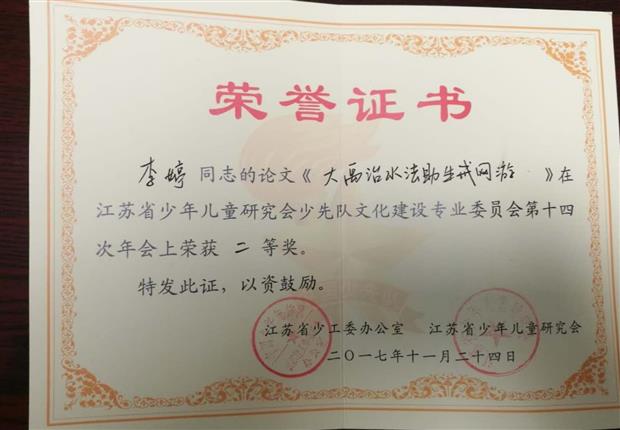 荣誉证书
李婷 同志的论文《 大禹治水法助生戒网游 》在
江苏省少年儿童研究会少先队文化建设专业委员会第十四
次年会上荣获 二 等奖。
特发此证，以资鼓励。
江苏省少工委办公室 江苏省少年儿童研究会
二〇一七年十一月二十四日